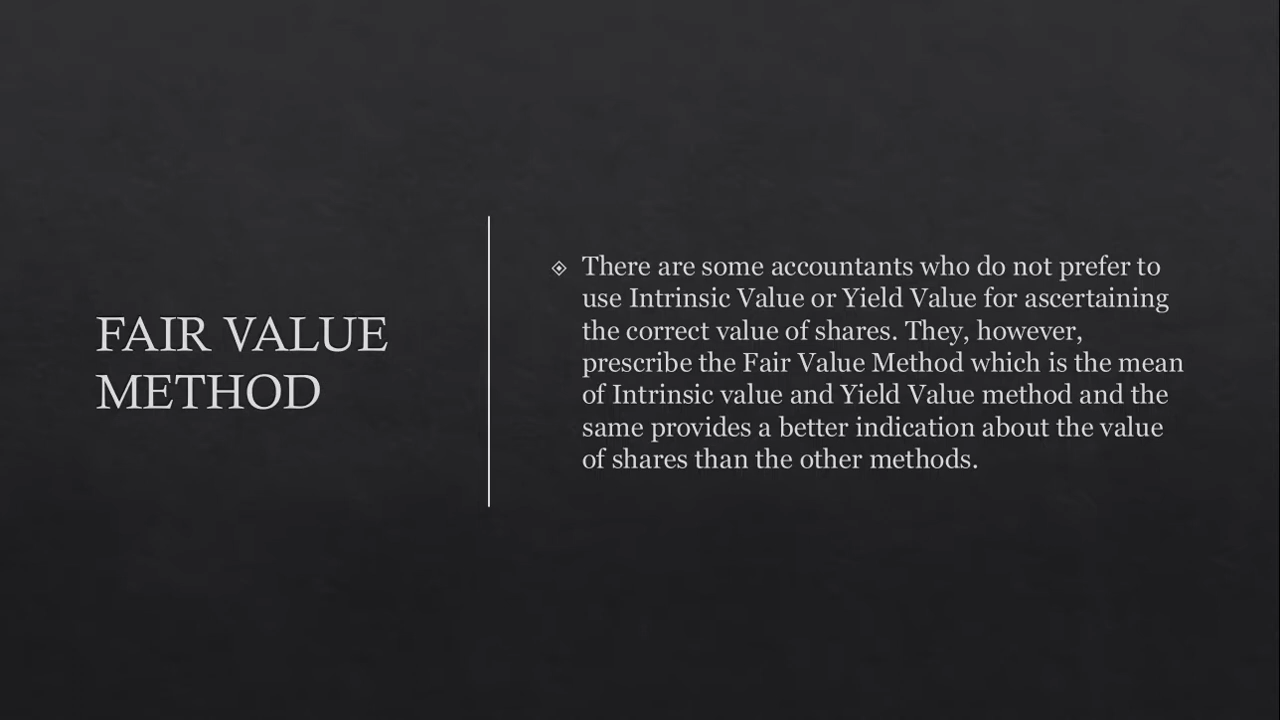 FAIR VALUE
METHOD
There are some accountants who do not prefer to
use Intrinsic Value or Yield Value for ascertaining
the correct value of shares. They, however,
prescribe the Fair Value Method which is the mean
of Intrinsic value and Yield Value method and the
same provides a better indication about the value
of shares than the other methods.